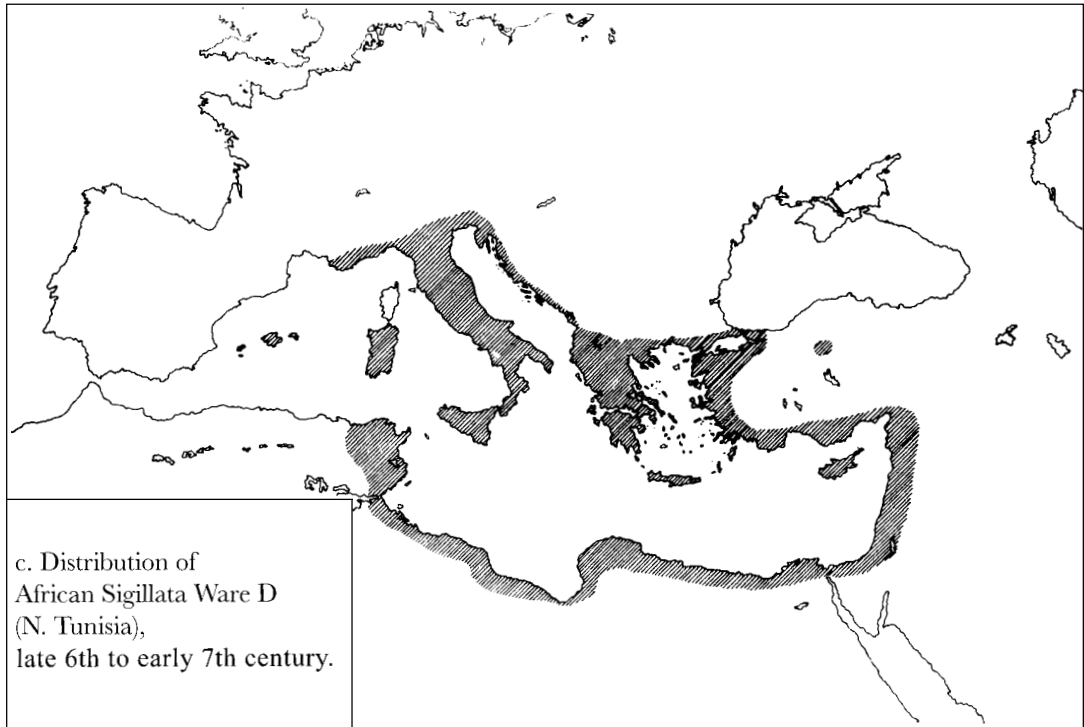 c. Distribution of
African Sigillata Ware D
(N. Tunisia),
late 6th to early 7th century.